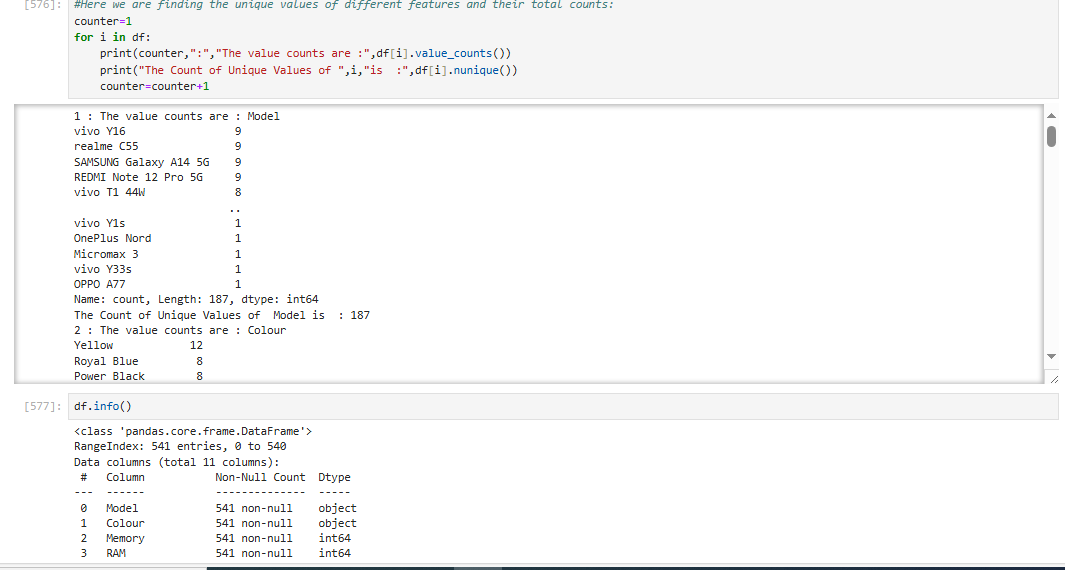 [576]: #Here we are finding the unique values of different features and their total counts:
counter=1
for i in df:
    print(counter,":","The value counts are :",df[i].value_counts())
    print("The Count of Unique Values of ",i,"is  :",df[i].nunique())
    counter=counter+1
1 : The value counts are : Model
vivo Y16                 9
realme C55               9
SAMSUNG Galaxy A14 5G    9
REDMI Note 12 Pro 5G     9
vivo T1 44W              8
                        ..
vivo Y1s                 1
OnePlus Nord             1
Micromax 3               1
vivo Y33s                1
OPPO A77                 1
Name: count, Length: 187, dtype: int64
The Count of Unique Values of  Model is  : 187
2 : The value counts are : Colour
Yellow            12
Royal Blue         8
Power Black        8
[577]: df.info()
<class 'pandas.core.frame.DataFrame'>
RangeIndex: 541 entries, 0 to 540
Data columns (total 11 columns):
 #   Column           Non-Null Count  Dtype
---  ------           --------------  -----
 0   Model            541 non-null    object
 1   Colour           541 non-null    object
 2   Memory           541 non-null    int64
 3   RAM              541 non-null    int64